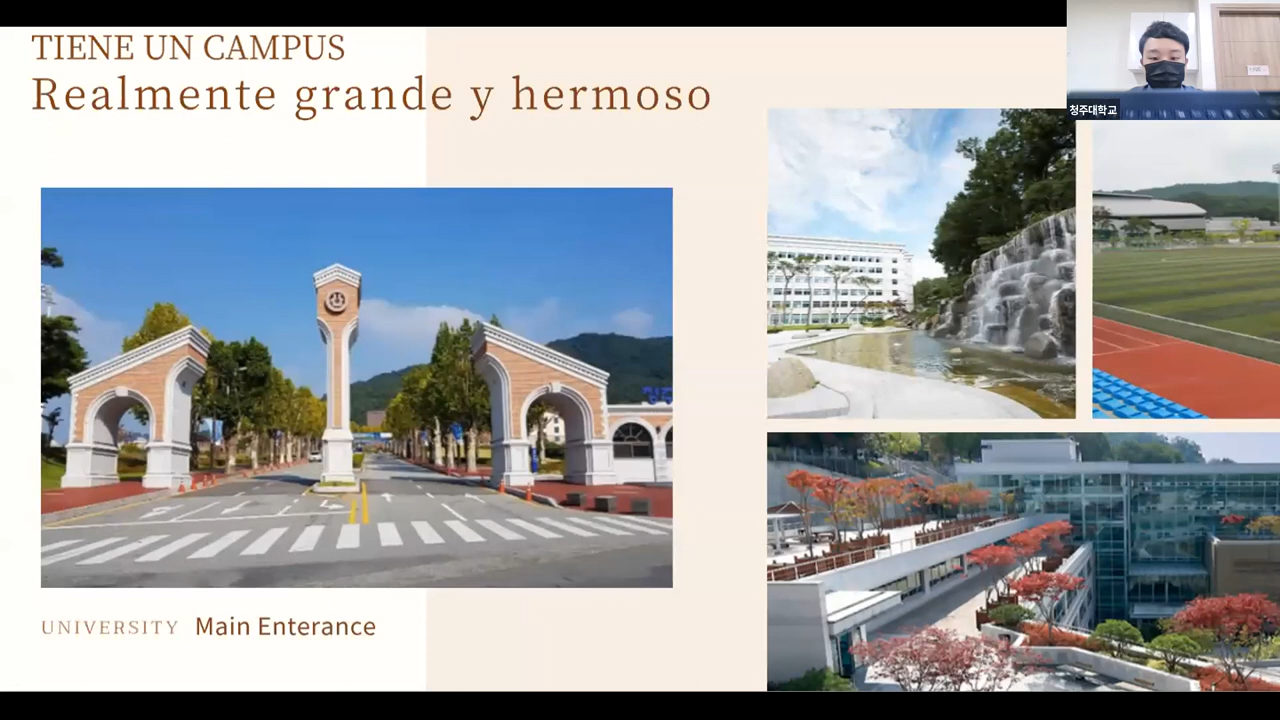 TIENE UN CAMPUS
Realmente grande y hermoso
청주대학교
UNIVERSITY Main Enterance